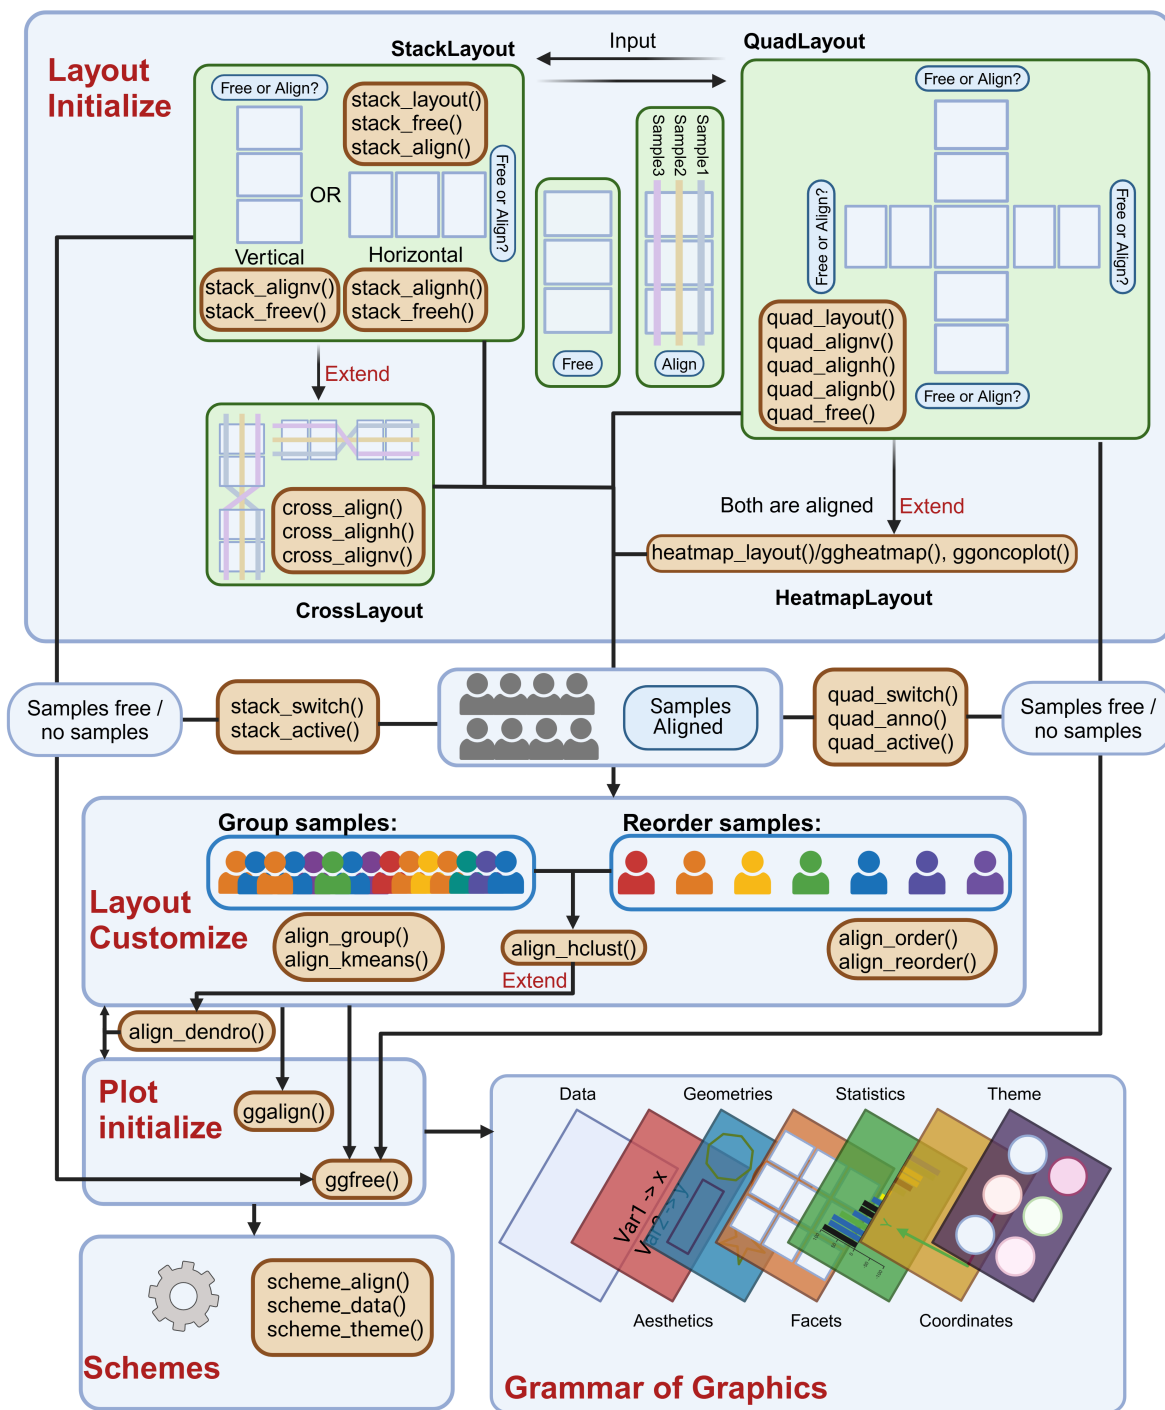 Layout
Initialize
StackLayout
Input
QuadLayout
Free or Align?
stack_layout()
stack_free()
stack_align()
Free or Align?
OR
Vertical
Horizontal
stack_alignv()
stack_freev()
stack_alignh()
stack_freeh()
Free
Sample3
Sample2
Sample1
Align
Free or Align?
Free or Align?
Free or Align?
Free or Align?
quad_layout()
quad_alignv()
quad_alignh()
quad_alignb()
quad_free()
Extend
cross_align()
cross_alignh()
cross_alignv()
CrossLayout
Both are aligned
Extend
heatmap_layout()/ggheatmap(), ggoncoplot()
HeatmapLayout
Samples free /
no samples
stack_switch()
stack_active()
Samples
Aligned
quad_switch()
quad_anno()
quad_active()
Samples free /
no samples
Layout
Customize
Group samples:
Reorder samples:
align_group()
align_kmeans()
align_hclust()
align_order()
align_reorder()
Extend
align_dendro()
Plot
initialize
ggalign()
ggfree()
Schemes
scheme_align()
scheme_data()
scheme_theme()
Data
Geometries
Statistics
Theme
Var1 -> x
Var2 -> y
Y
Aesthetics
Facets
Coordinates
Grammar of Graphics